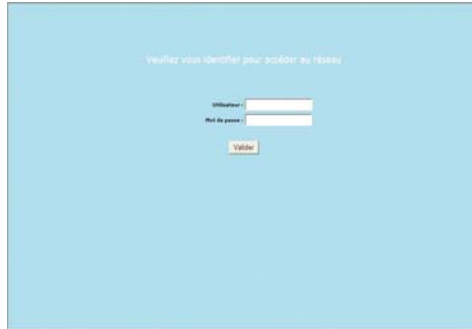 Veuillez vous identifier pour accéder au réseau
Utilisateur :
Mot de passe :
Valider